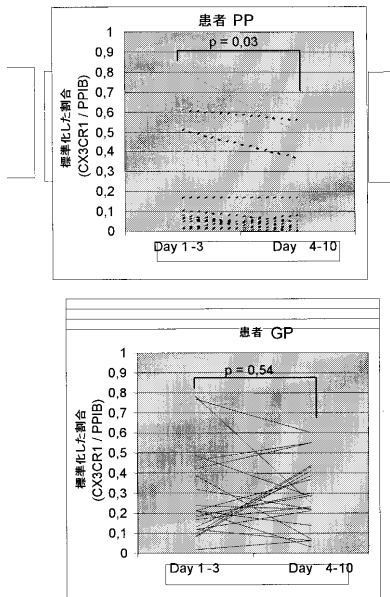 患者 PP
1
p = 0,03
0,9
0,8
0,7
0,6
0,5
0,4
0,3
0,2
0,1
0
標準化した割合
(CX3CR1 / PPIB)
Day 1 -3
Day 4-10
患者 GP
1
p = 0,54
0,9
0,8
0,7
0,6
0,5
0,4
0,3
0,2
0,1
0
標準化した割合
(CX3CR1 / PPIB)
Day 1 -3
Day 4-10